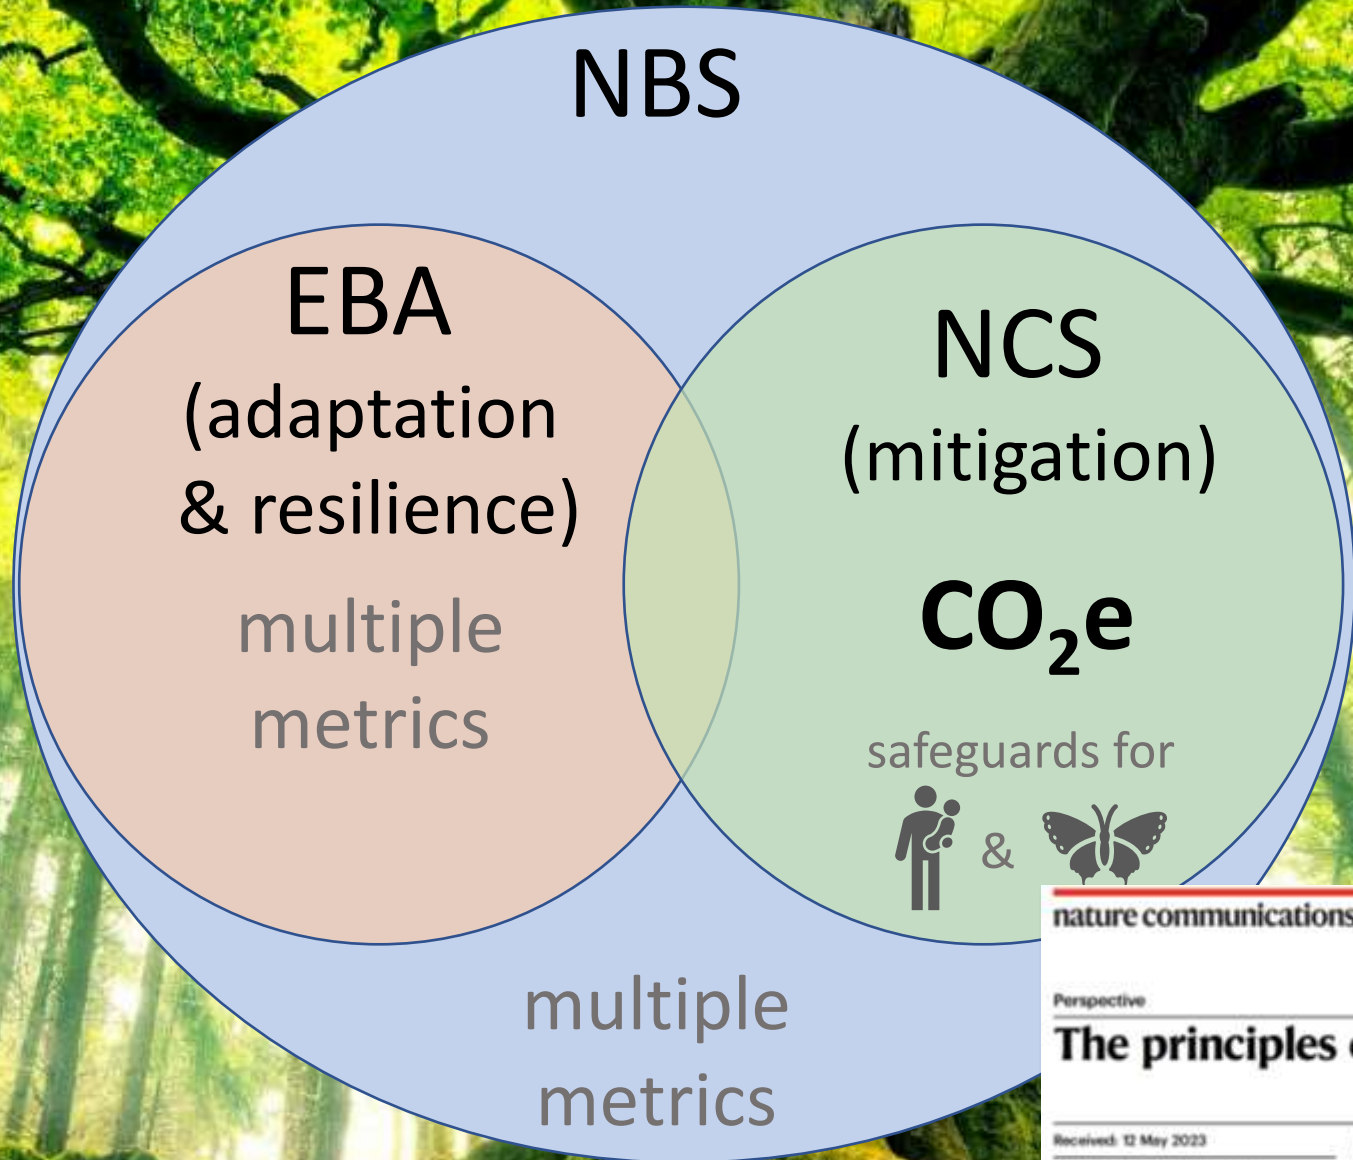 NBS
EBA
(adaptation
& resilience)
multiple
metrics
NCS
(mitigation)
CO₂e
safeguards for
&
multiple
metrics
nature communications
Perspective
The principles
Received: 12 May 2023